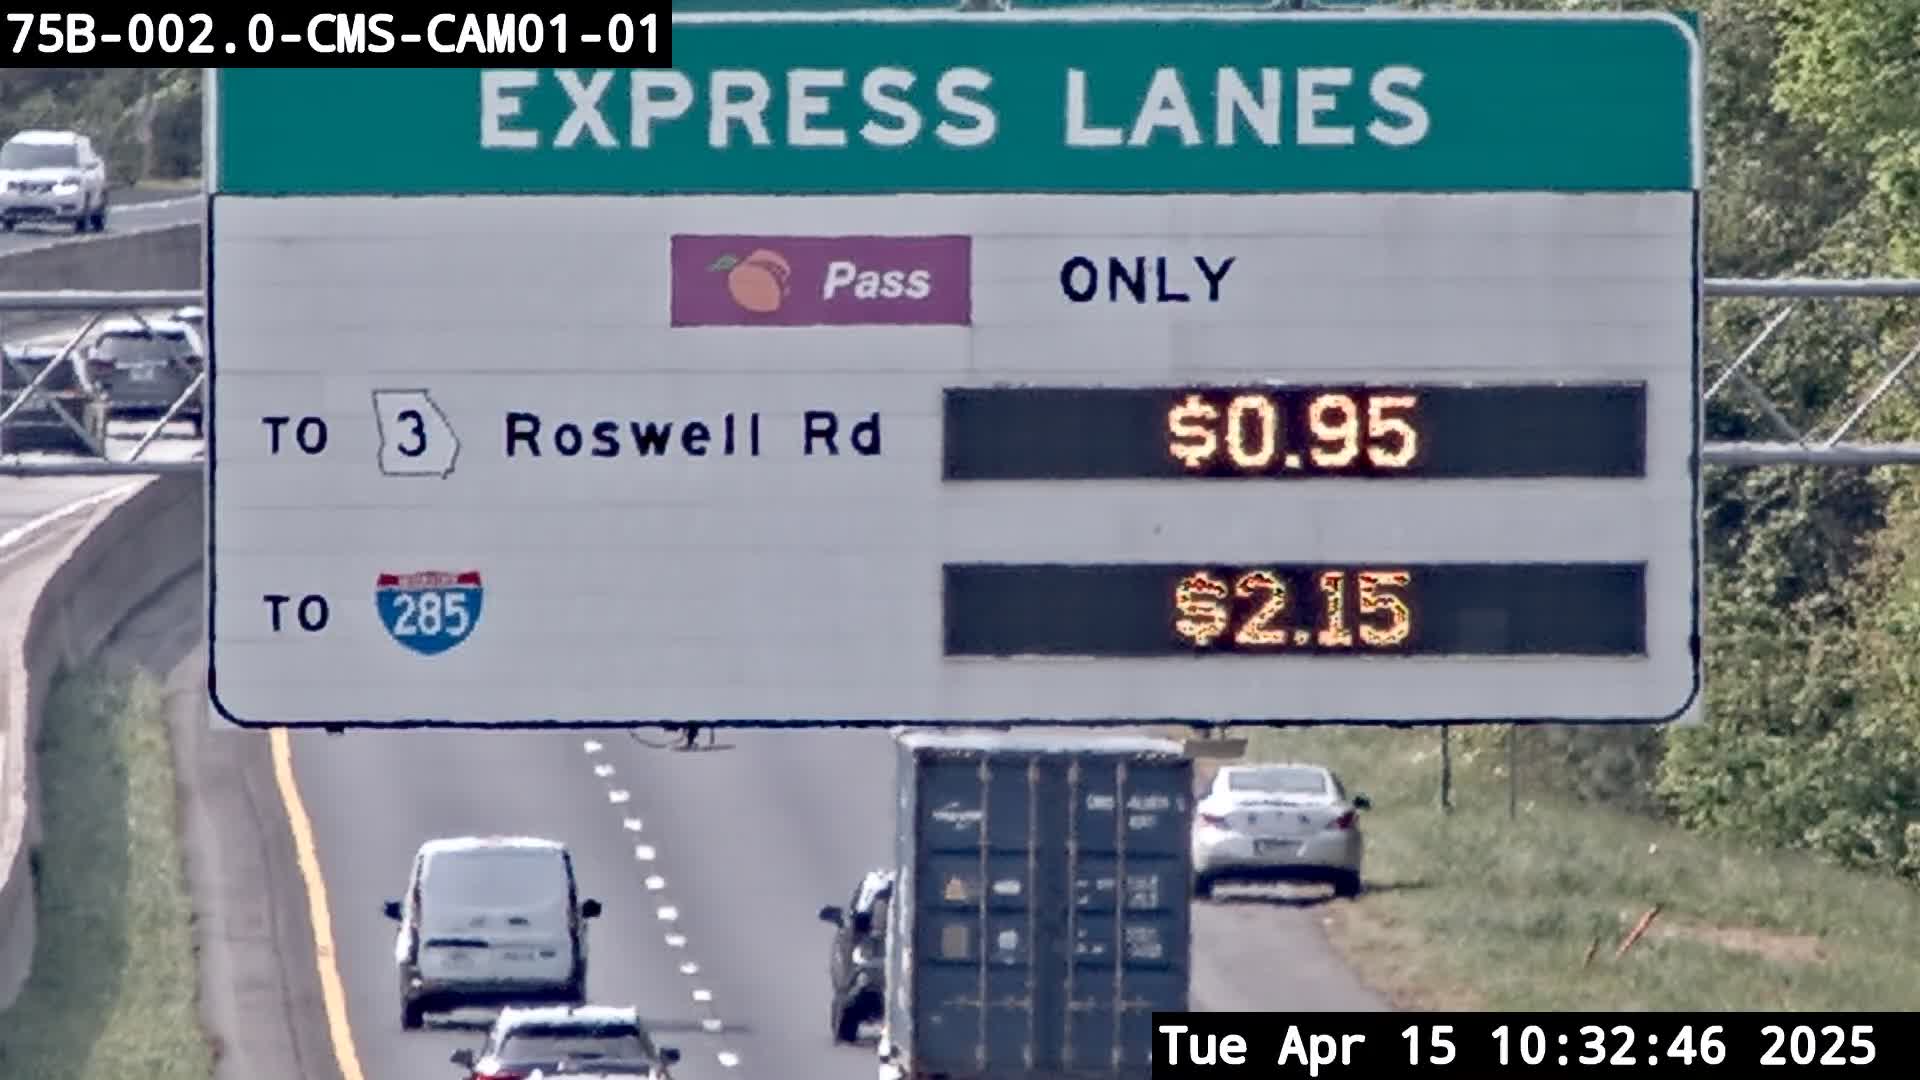 75B-002.0-CMS-CAM01-01
EXPRESS LANES
Pass ONLY
TO 3 Roswell Rd $0.95
TO 285 $2.15
Tue Apr 15 10:32:46 2025